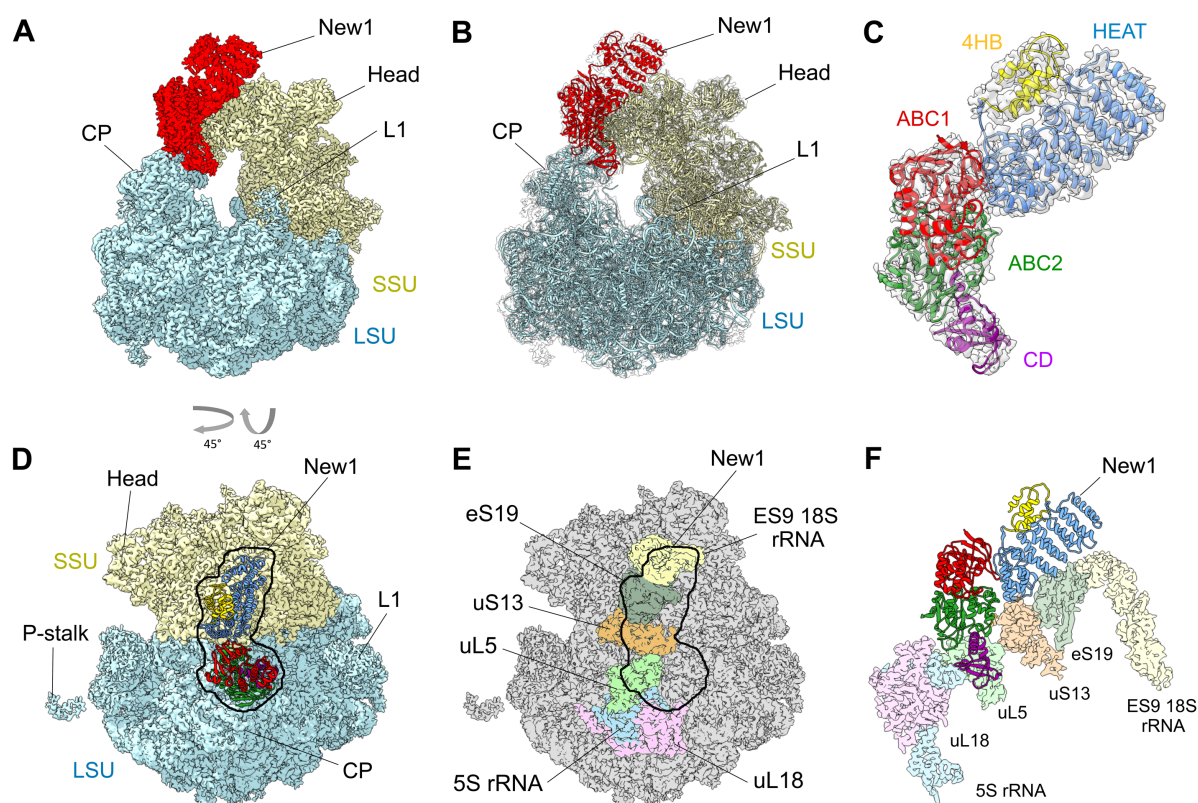 A
New1
Head
CP
L1
SSU
LSU
B
New1
Head
CP
L1
SSU
LSU
C
4HB
HEAT
ABC1
ABC2
CD
45°
45°
D
Head
New1
SSU
L1
P-stalk
LSU
CP
E
New1
eS19
ES9 18S
rRNA
uS13
uL5
5S rRNA
uL18
F
New1
eS19
uS13
ES9 18S
rRNA
uL5
uL18
5S rRNA